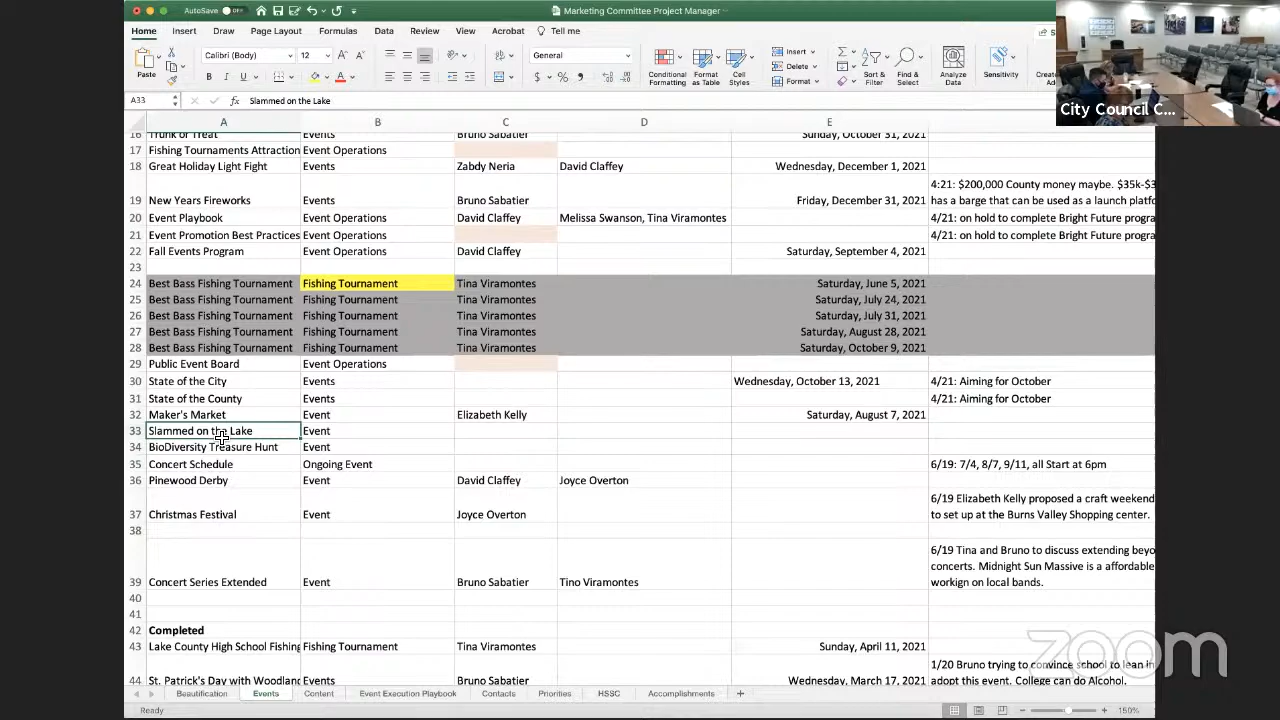 AutoSave OFF
Marketing Committee Project Manager
Home Insert Draw Page Layout Formulas Data Review View Acrobat Tell me
Paste
Calibri (Body) 12
General
Conditional Formatting
Format as Table
Cell Styles
Insert
Delete
Format
Sort & Filter
Find & Select
Analyze Data
Sensitivity
City Council C...
A33 fx Slammed on the Lake
A B C D E
16 Trunk or Treat Events Bruno Sabatier Sunday, October 31, 2021
17 Fishing Tournaments Attraction Event Operations
18 Great Holiday Light Fight Events Zabdy Neria David Claffey Wednesday, December 1, 2021
4:21: $200,000 County money maybe. $35k-$3
19 New Years Fireworks Events Bruno Sabatier Friday, December 31, 2021 has a barge that can be used as a launch platfo
20 Event Playbook Event Operations David Claffey Melissa Swanson, Tina Viramontes 4/21: on hold to complete Bright Future progra
21 Event Promotion Best Practices Event Operations 4/21: on hold to complete Bright Future progra
22 Fall Events Program Event Operations David Claffey Saturday, September 4, 2021
23
24 Best Bass Fishing Tournament Fishing Tournament Tina Viramontes Saturday, June 5, 2021
25 Best Bass Fishing Tournament Fishing Tournament Tina Viramontes Saturday, July 24, 2021
26 Best Bass Fishing Tournament Fishing Tournament Tina Viramontes Saturday, July 31, 2021
27 Best Bass Fishing Tournament Fishing Tournament Tina Viramontes Saturday, August 28, 2021
28 Best Bass Fishing Tournament Fishing Tournament Tina Viramontes Saturday, October 9, 2021
29 Public Event Board Event Operations
30 State of the City Events Wednesday, October 13, 2021 4/21: Aiming for October
31 State of the County Events 4/21: Aiming for October
32 Maker's Market Event Elizabeth Kelly Saturday, August 7, 2021
33 Slammed on the Lake Event
34 BioDiversity Treasure Hunt Event
35 Concert Schedule Ongoing Event 6/19: 7/4, 8/7, 9/11, all Start at 6pm
36 Pinewood Derby Event David Claffey Joyce Overton
6/19 Elizabeth Kelly proposed a craft weekend
37 Christmas Festival Event Joyce Overton to set up at the Burns Valley Shopping center.
38
6/19 Tina and Bruno to discuss extending beyo
concerts. Midnight Sun Massive is a affordable
39 Concert Series Extended Event Bruno Sabatier Tino Viramontes workign on local bands.
40
41
42 Completed
43 Lake County High School Fishing Fishing Tournament Tina Viramontes Sunday, April 11, 2021
1/20 Bruno trying to convince school to lean in
44 St. Patrick's Day with Woodland Events Bruno Sabatier Wednesday, March 17, 2021 adopt this event. College can do Alcohol.
zoom
Beautification Events Content Event Execution Playbook Contacts Priorities HSSC Accomplishments
Ready 150%